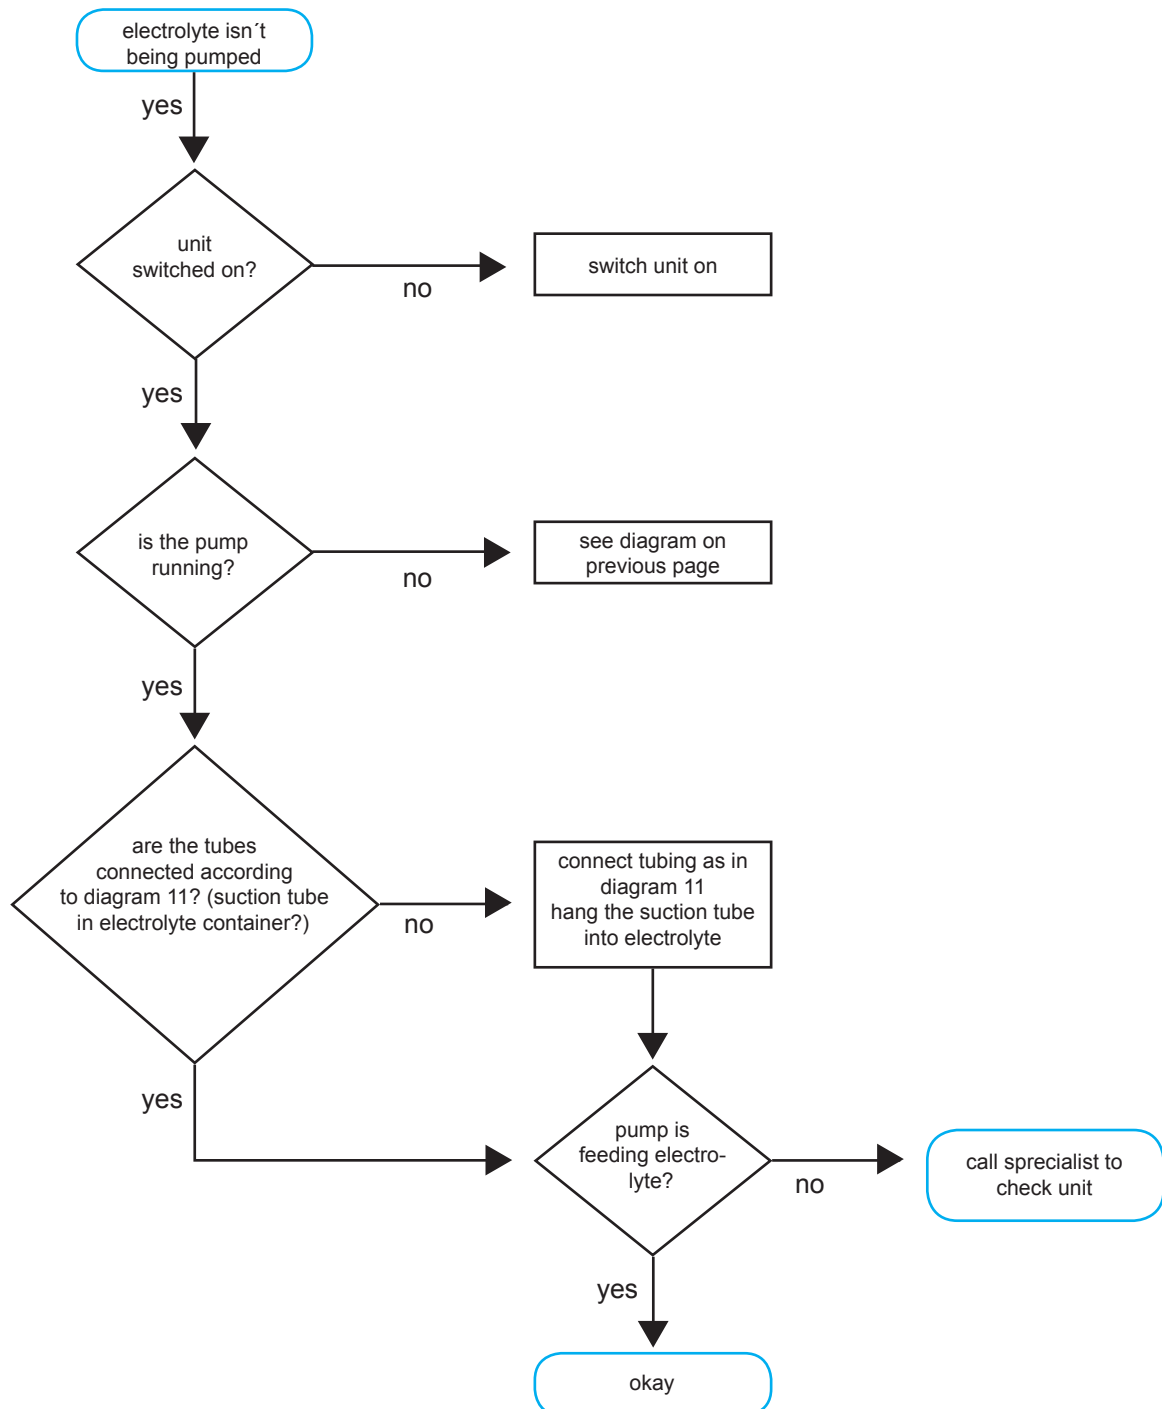 electrolyte isn´t
being pumped
yes
unit
switched on?
no
switch unit on
yes
is the pump
running?
no
see diagram on
previous page
yes
are the tubes
connected according
to diagram 11? (suction tube
in electrolyte container?)
no
connect tubing as in
diagram 11
hang the suction tube
into electrolyte
yes
pump is
feeding electro-
lyte?
no
call sprecialist to
check unit
yes
okay